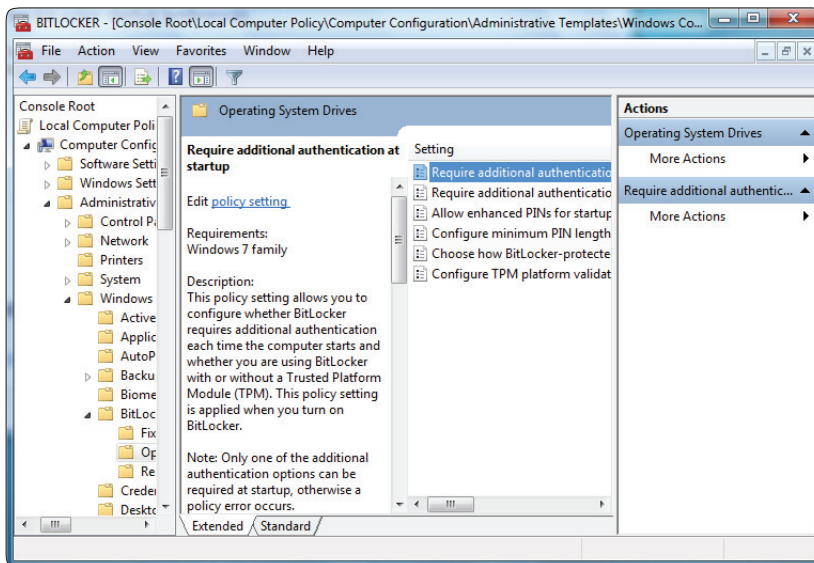 BITLOCKER - [Console Root\Local Computer Policy\Computer Configuration\Administrative Templates\Windows Co...
File Action View Favorites Window Help
Console Root
Local Computer Poli
Computer Config
Software Setti
Windows Sett
Administrativ
Control Pa
Network
Printers
System
Windows
Active
Applic
AutoP
Backu
Biome
BitLoc
Fix
Op
Re
Creder
Deskto
Operating System Drives
Require additional authentication at
startup
Edit policy setting
Requirements:
Windows 7 family
Description:
This policy setting allows you to
configure whether BitLocker
requires additional authentication
each time the computer starts and
whether you are using BitLocker
with or without a Trusted Platform
Module (TPM). This policy setting
is applied when you turn on
BitLocker.
Note: Only one of the additional
authentication options can be
required at startup, otherwise a
policy error occurs.
Setting
Require additional authenticatio
Require additional authenticatio
Allow enhanced PINs for startup
Configure minimum PIN length
Choose how BitLocker-protecte
Configure TPM platform validat
Extended Standard
Actions
Operating System Drives
More Actions
Require additional authentic...
More Actions